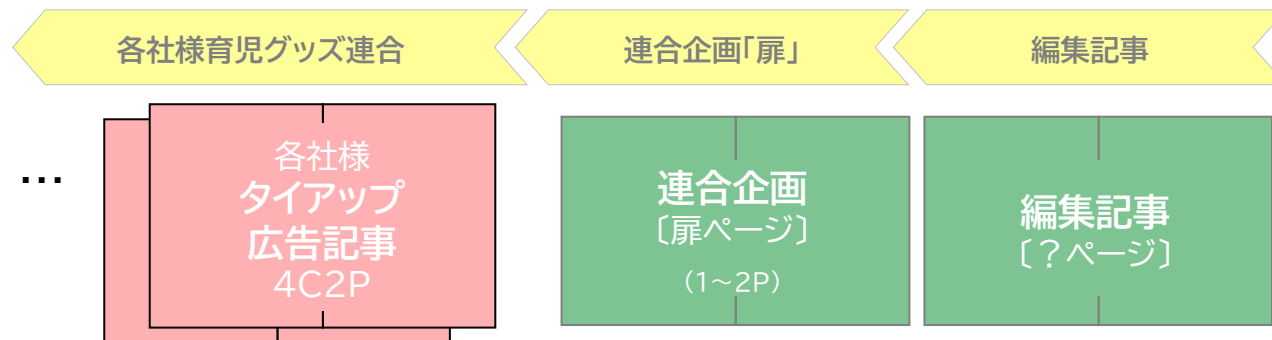 各社様育児グッズ連合
連合企画「扉」
編集記事
…
各社様
タイアップ
広告記事
4C2P
連合企画
〔扉ページ〕
（1～2P）
編集記事
〔？ページ〕